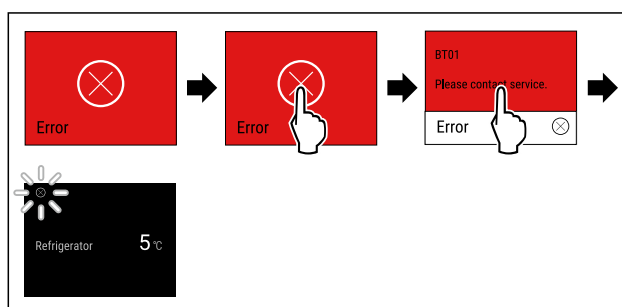 Error
Error
BT01
Please contact service.
Error
Refrigerator 5 °C